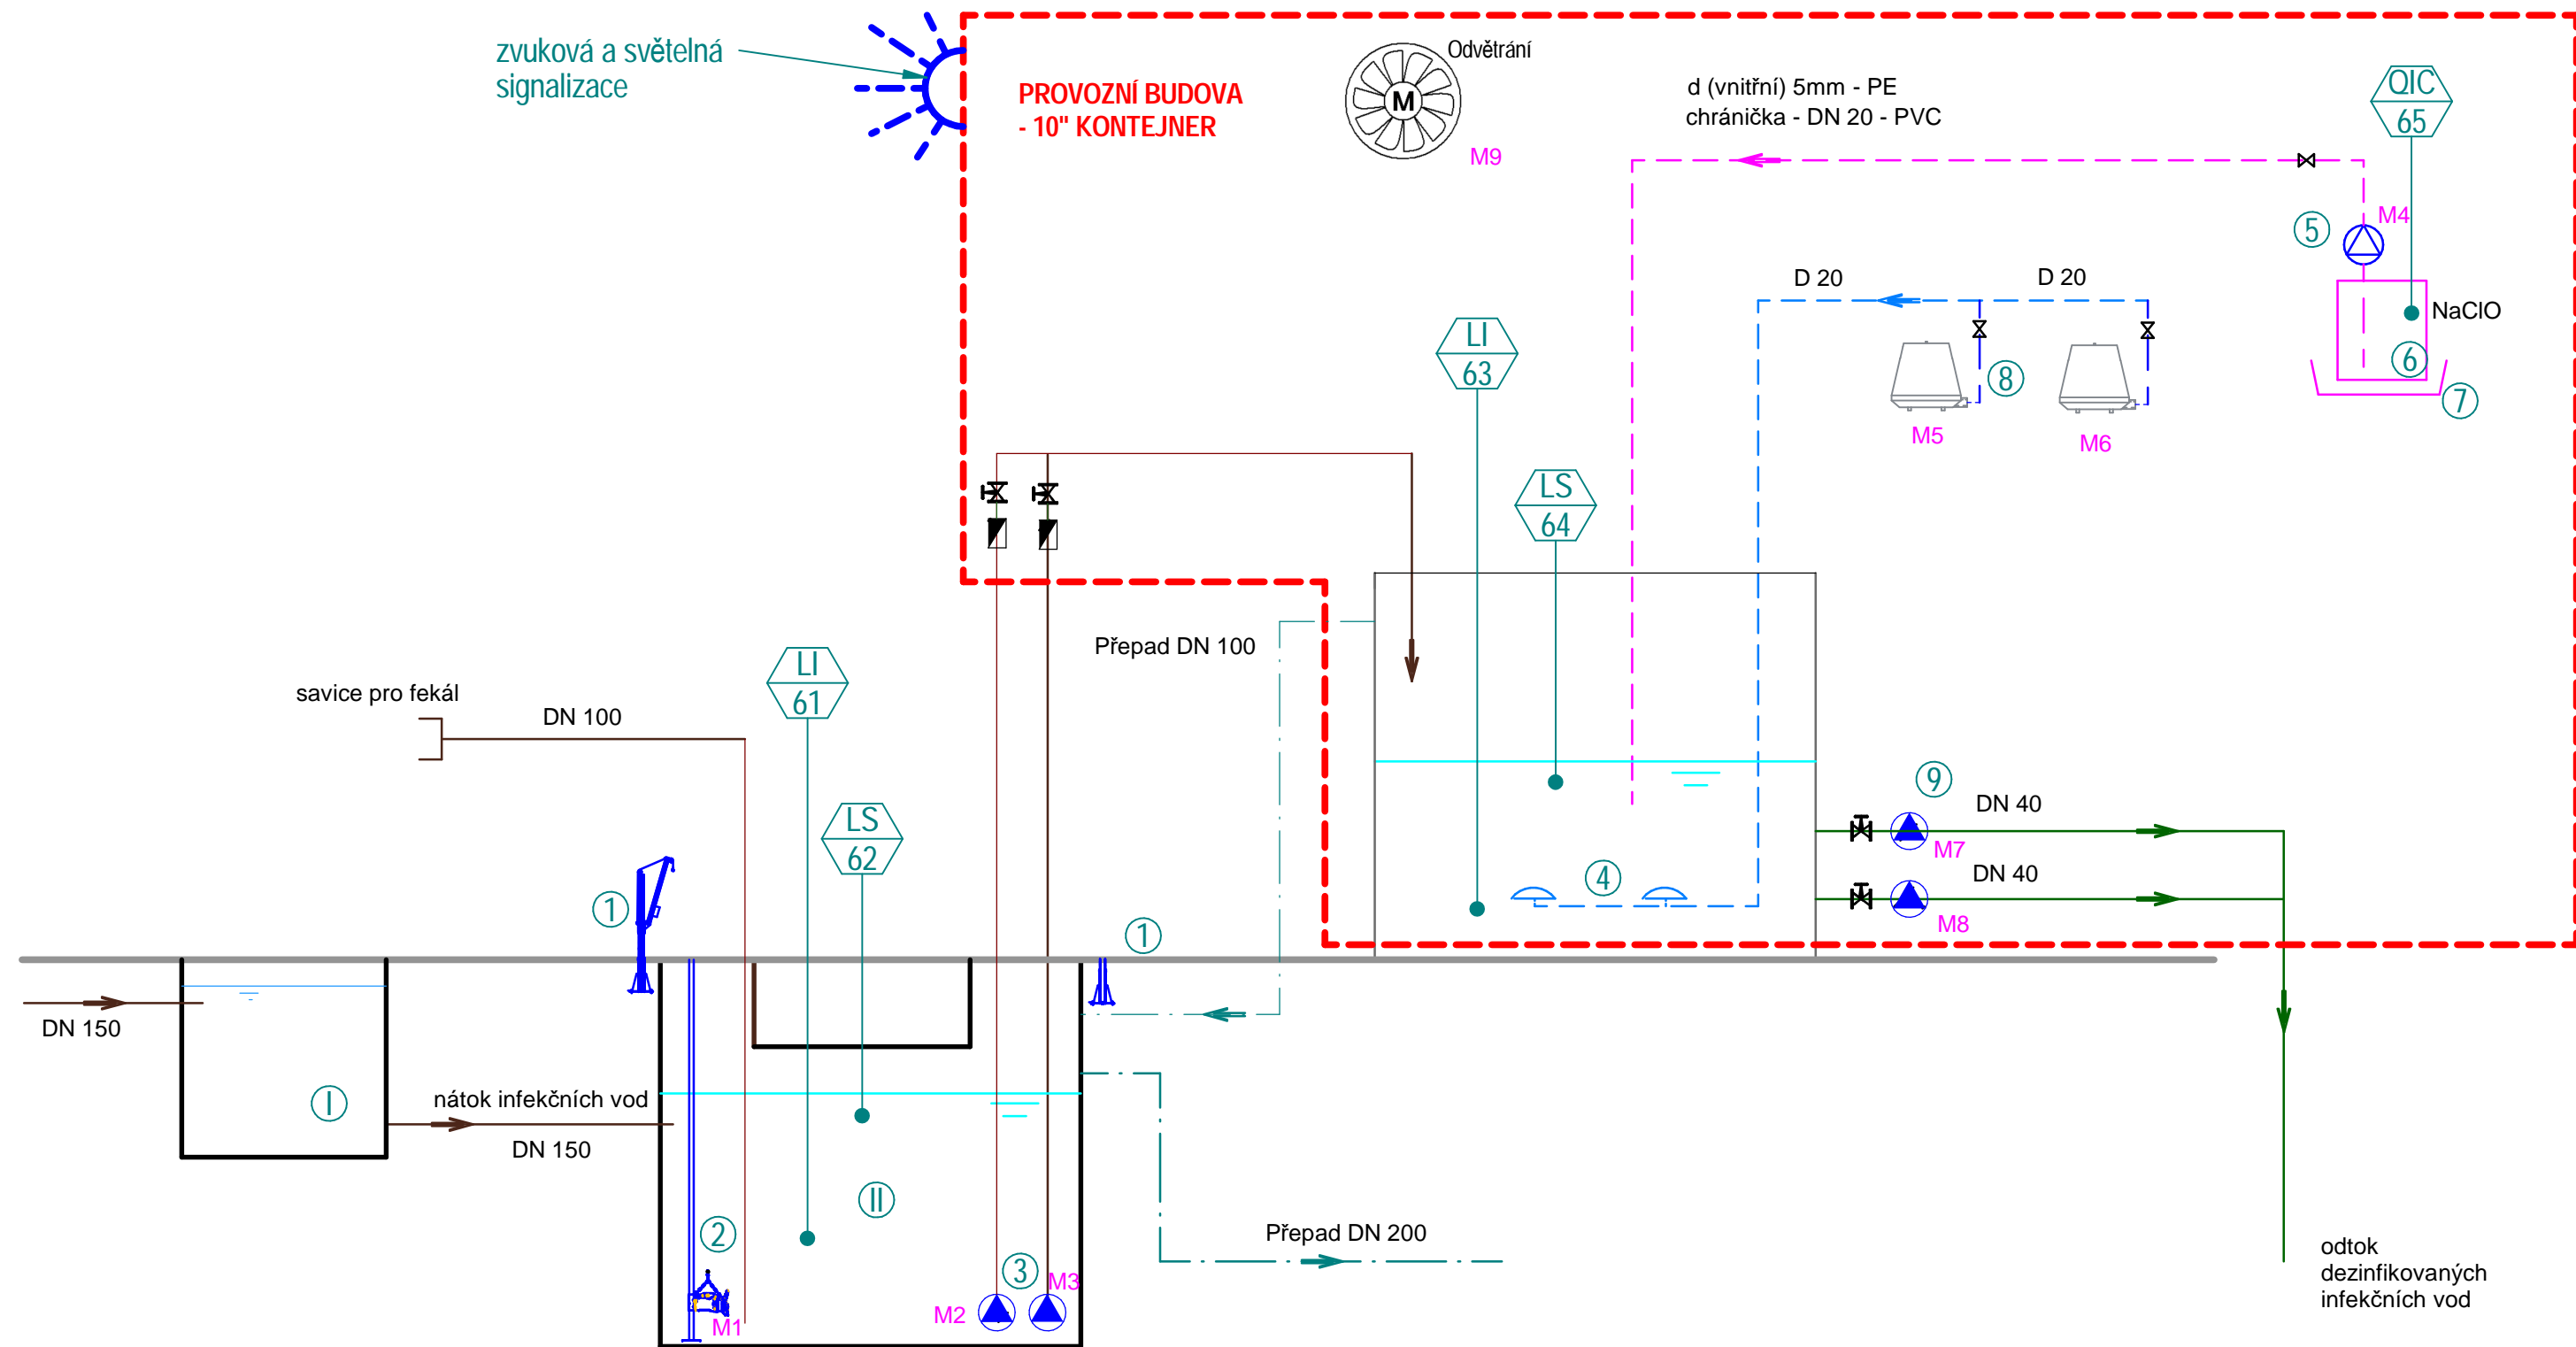 zvuková a světelná
signalizace
PROVOZNÍ BUDOVA
- 10" KONTEJNER
Odvětrání
M
M9
d (vnitřní) 5mm - PE
chránička - DN 20 - PVC
QIC
65
M4
5
NaClO
6
7
D 20
D 20
8
M5
M6
LI
63
LS
64
Přepad DN 100
savice pro fekál
DN 100
LI
61
LS
62
1
1
4
9
DN 40
M7
DN 40
M8
DN 150
I
nátok infekčních vod
DN 150
II
2
M1
3
M2
M3
Přepad DN 200
odtok
dezinfikovaných
infekčních vod